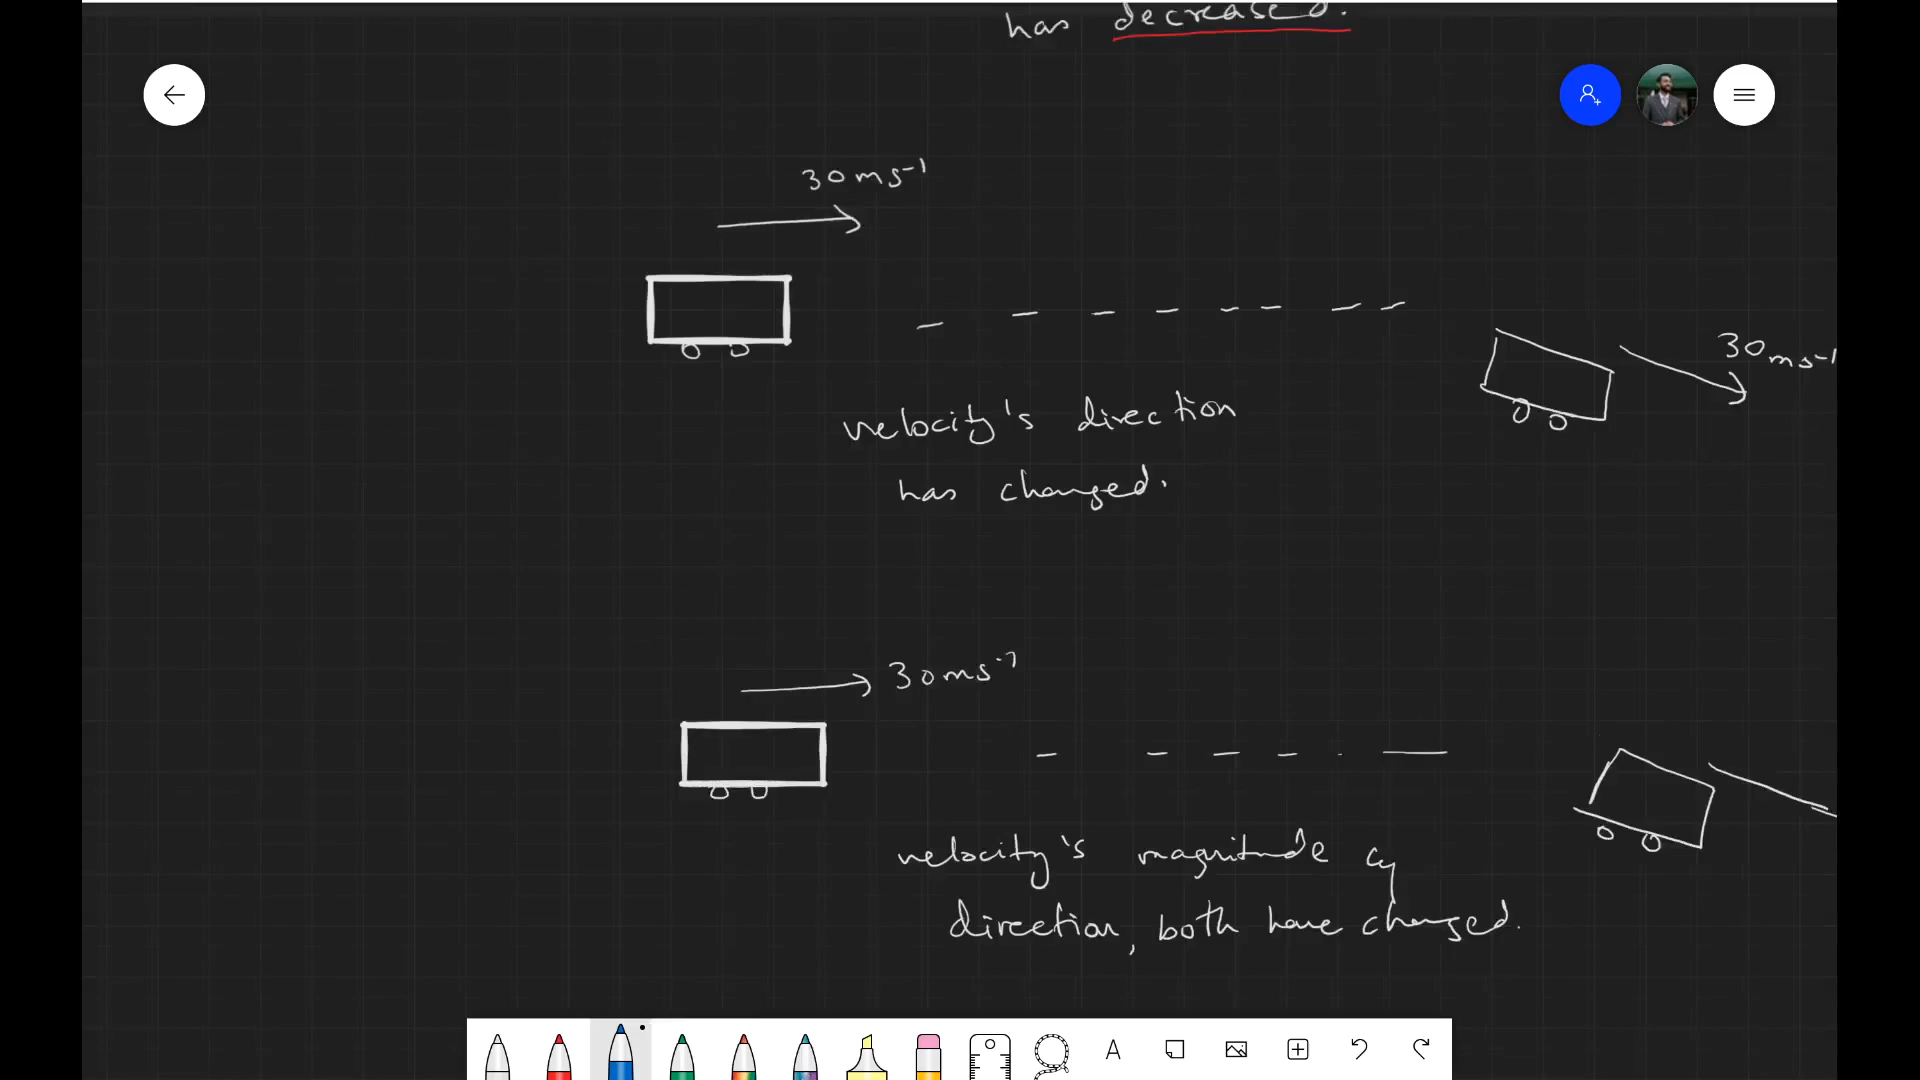 has decreased.
30ms⁻¹
30ms⁻¹
velocity's direction
has changed.
30ms⁻¹
velocity's magnitude &
direction, both have changed.
A